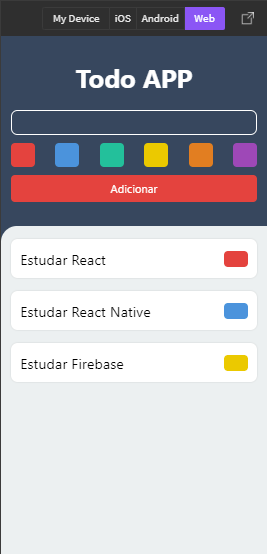 My Device iOS Android Web
Todo APP
Adicionar
Estudar React
Estudar React Native
Estudar Firebase